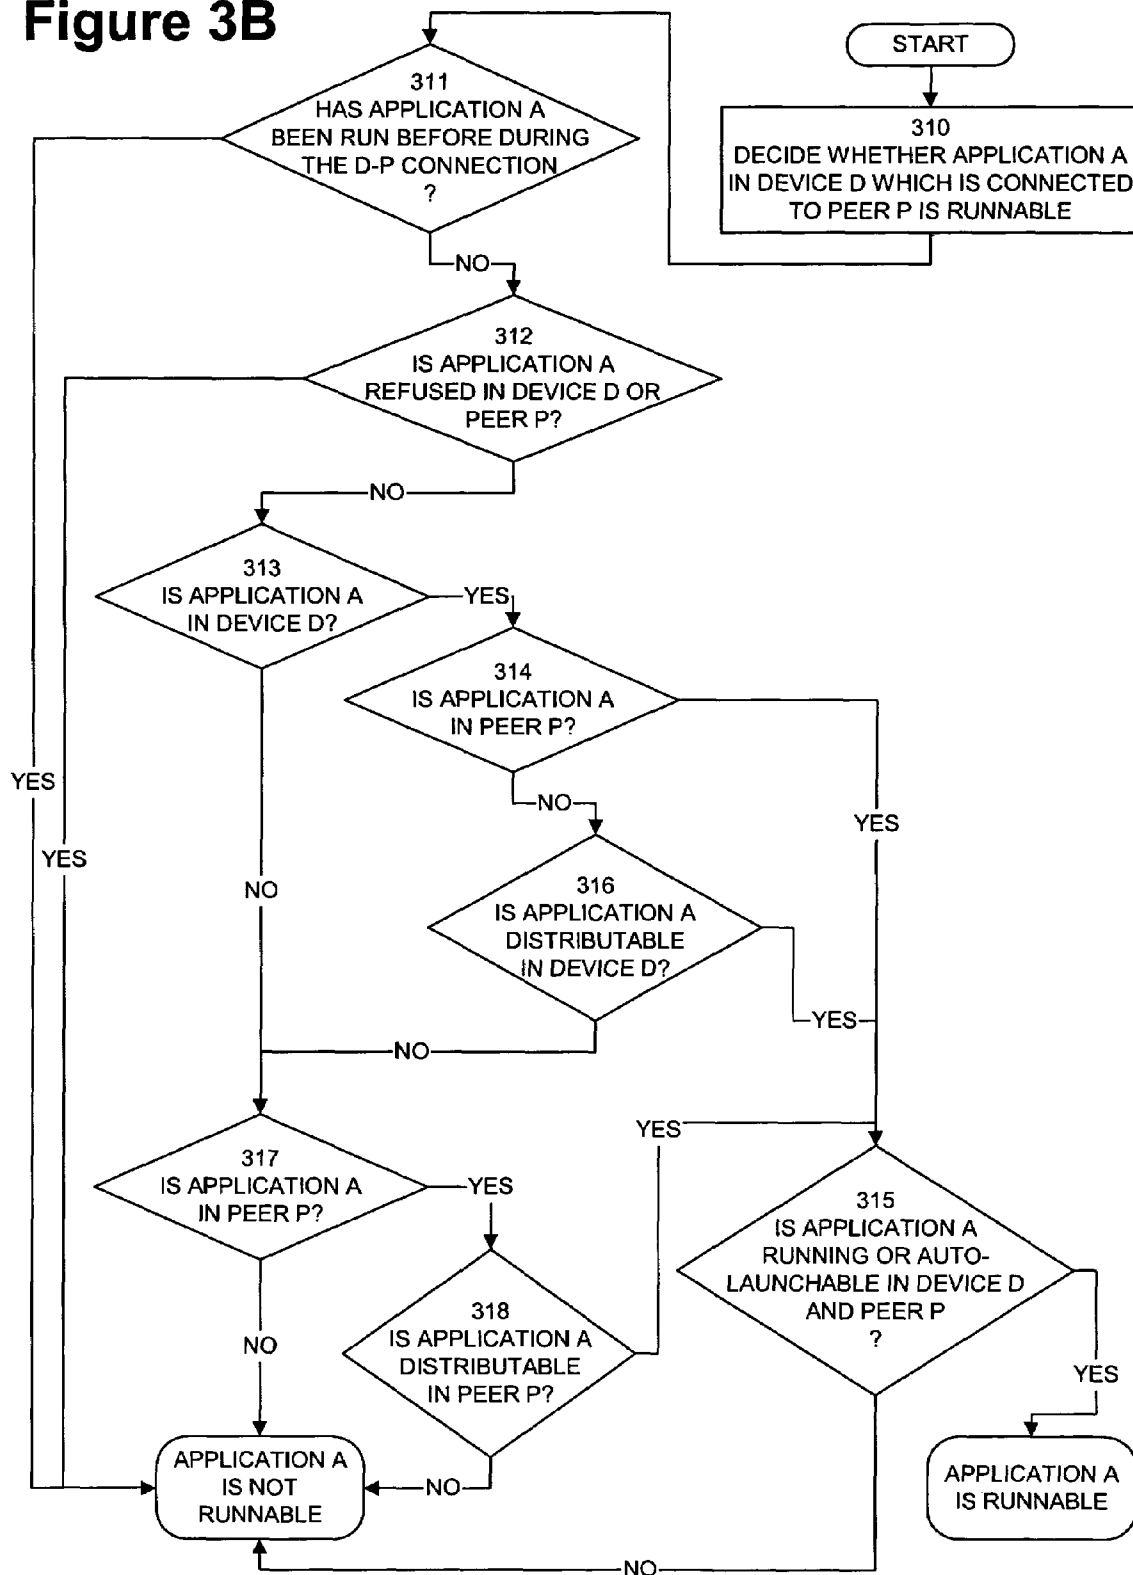 Figure 3B
START
310
DECIDE WHETHER APPLICATION A
IN DEVICE D WHICH IS CONNECTED
TO PEER P IS RUNNABLE
311
HAS APPLICATION A
BEEN RUN BEFORE DURING
THE D-P CONNECTION
?
NO
312
IS APPLICATION A
REFUSED IN DEVICE D OR
PEER P?
NO
313
IS APPLICATION A
IN DEVICE D?
YES
314
IS APPLICATION A
IN PEER P?
YES
YES
NO
YES
YES
NO
316
IS APPLICATION A
DISTRIBUTABLE
IN DEVICE D?
YES
NO
317
IS APPLICATION A
IN PEER P?
YES
YES
315
IS APPLICATION A
RUNNING OR AUTO-
LAUNCHABLE IN DEVICE D
AND PEER P
?
318
IS APPLICATION A
DISTRIBUTABLE
IN PEER P?
NO
YES
APPLICATION A
IS NOT
RUNNABLE
NO
APPLICATION A
IS RUNNABLE
NO